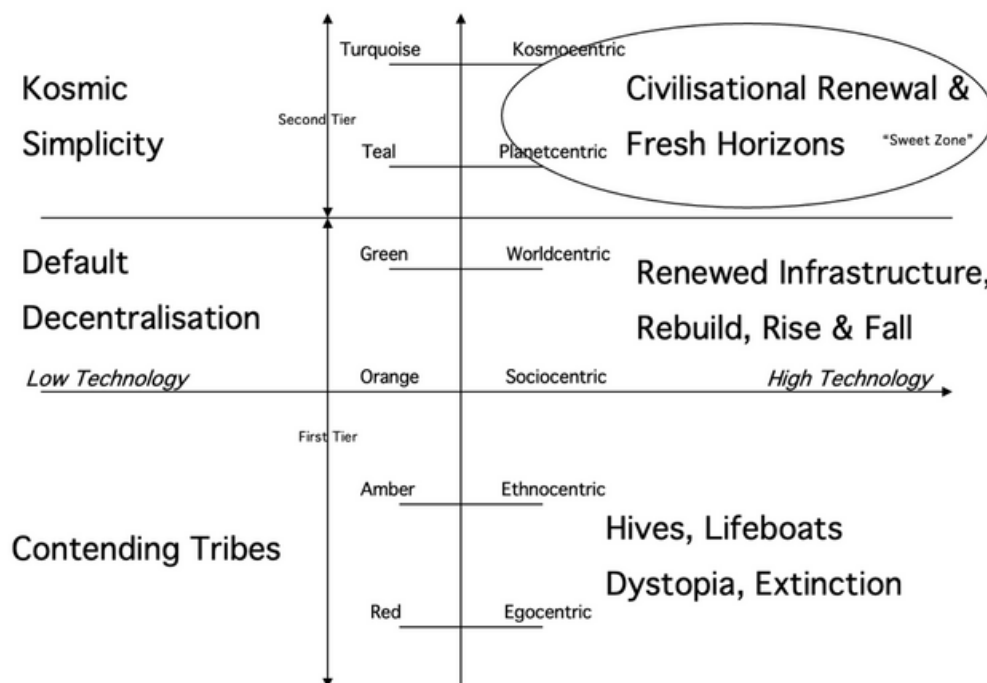 Turquoise Kosmocentric
Kosmic Civilisational Renewal &
Second Tier
Simplicity Fresh Horizons “Sweet Zone”
Teal Planetcentric
Default Green Worldcentric
Renewed Infrastructure,
Decentralisation Rebuild, Rise & Fall
Low Technology Orange Sociocentric High Technology
First Tier
Amber Ethnocentric
Hives, Lifeboats
Contending Tribes
Dystopia, Extinction
Red Egocentric